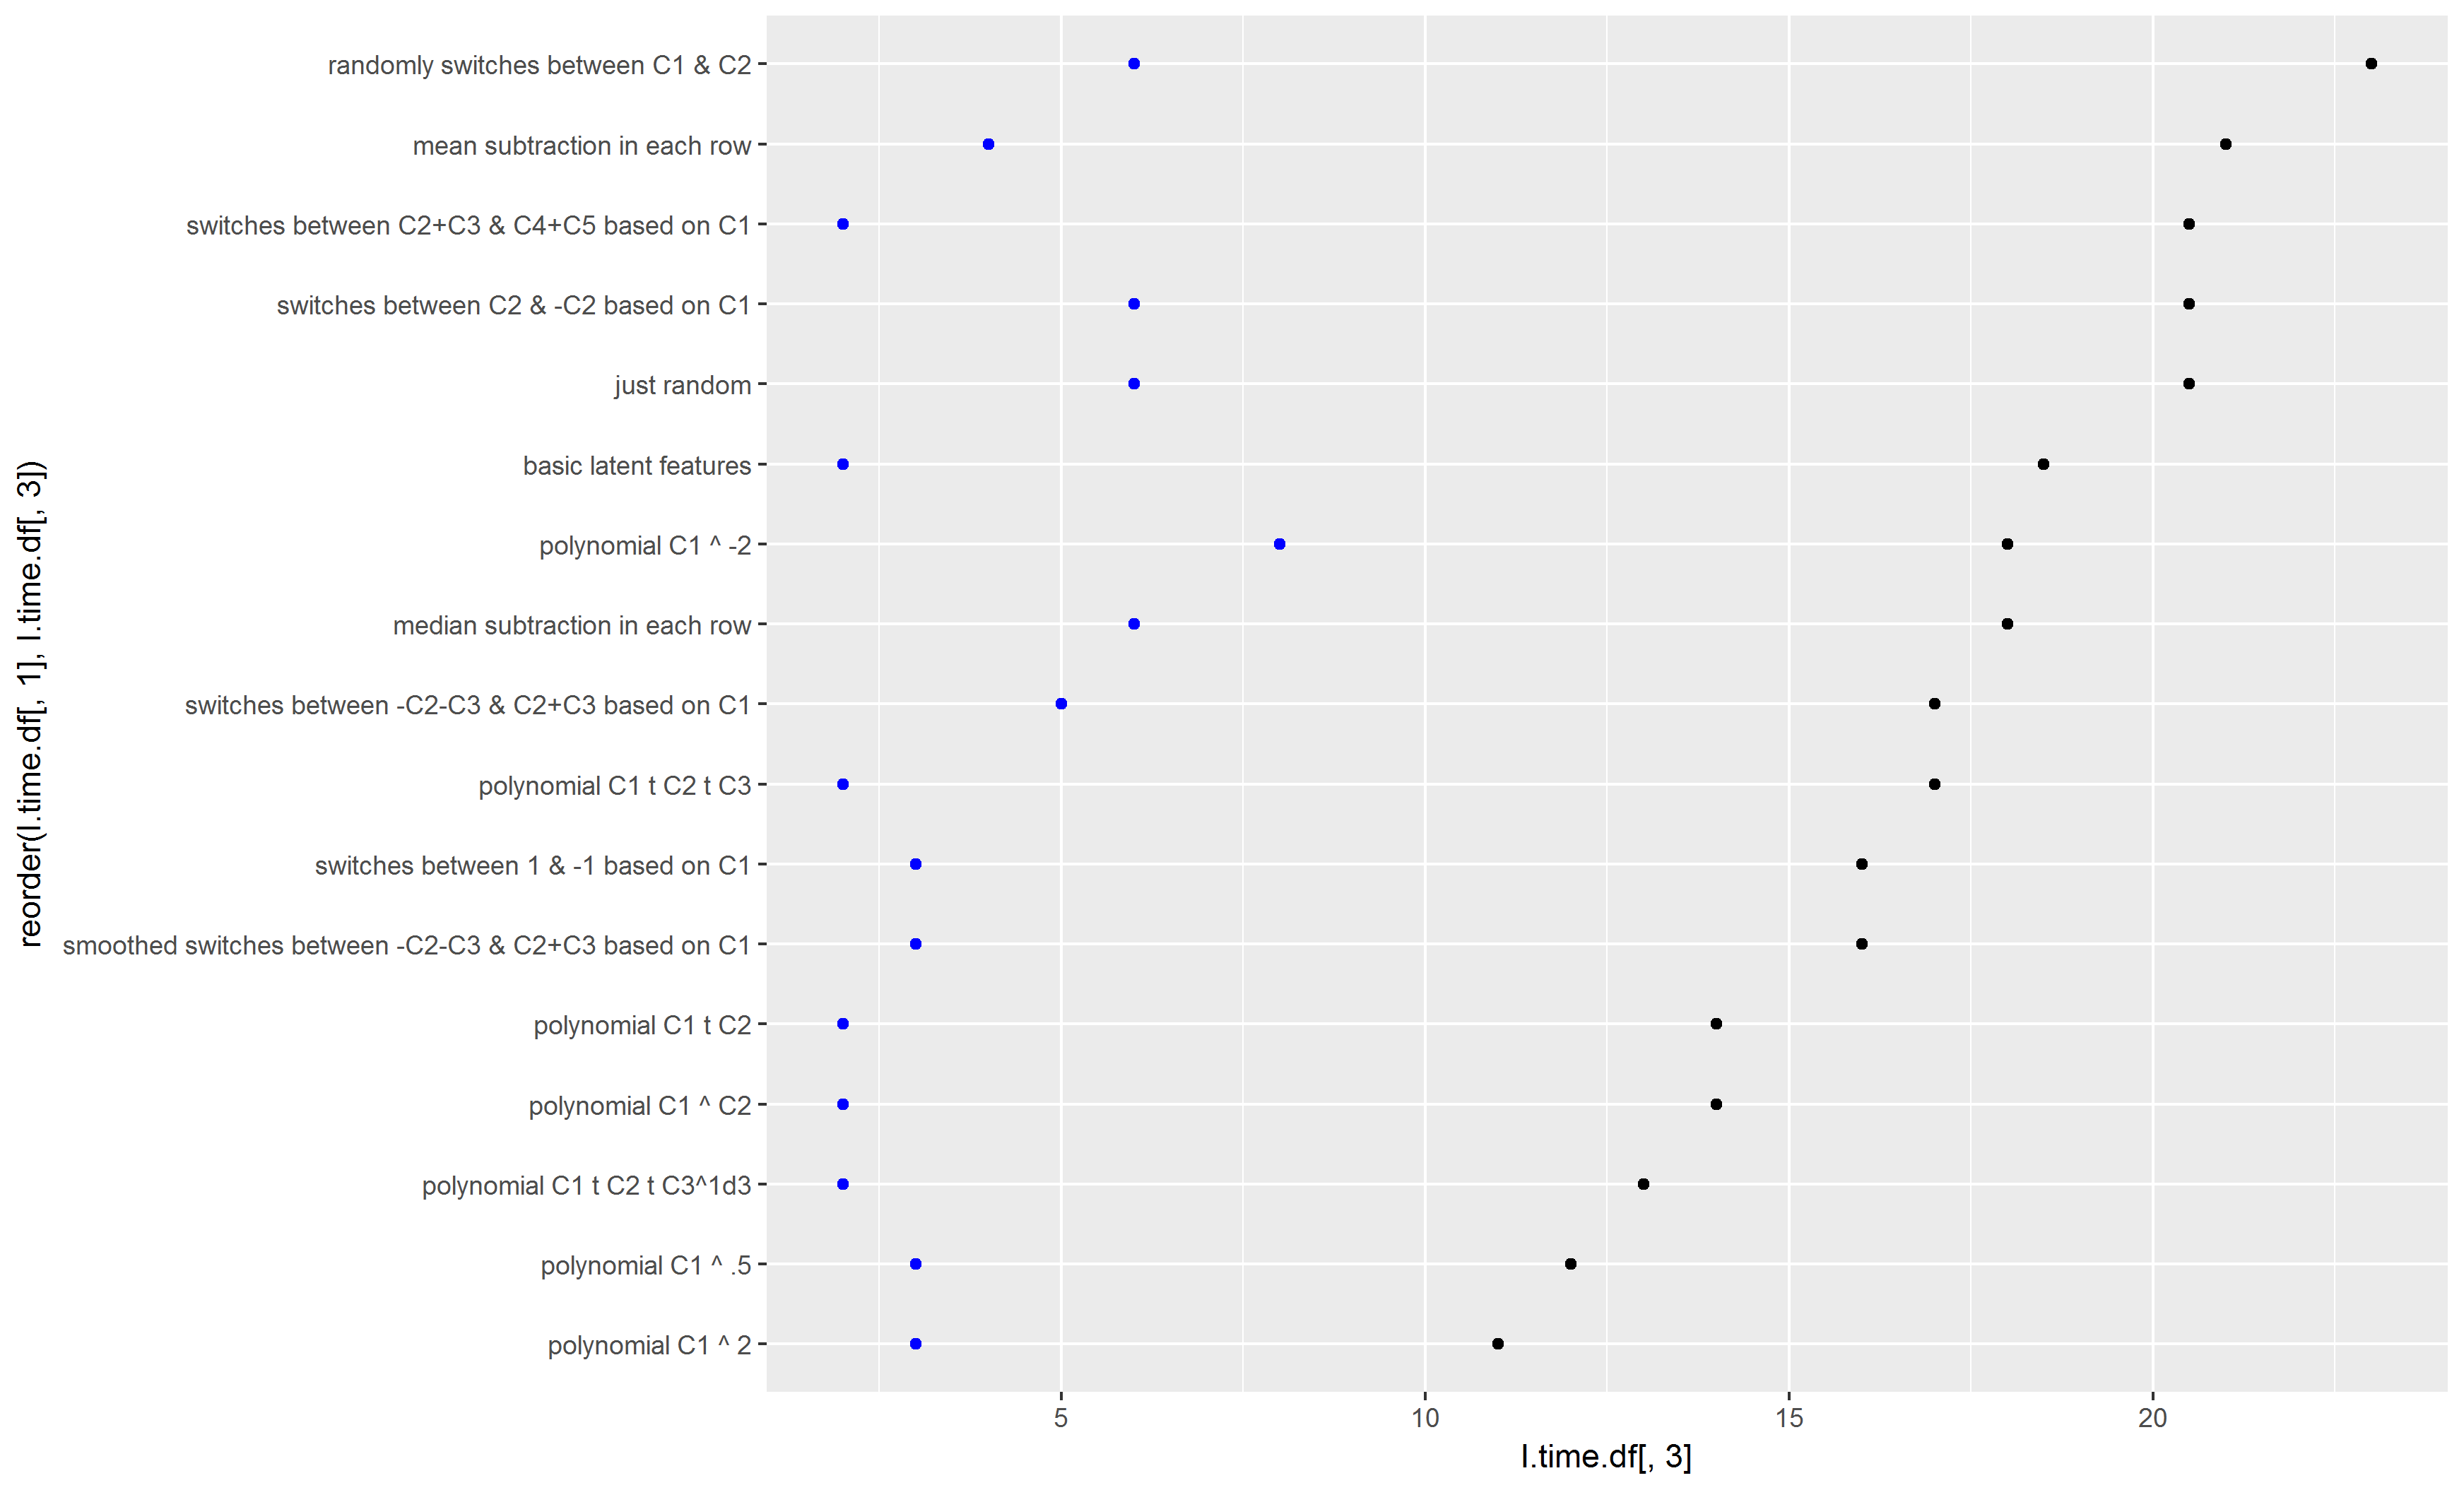 randomly switches between C1 & C2
mean subtraction in each row
switches between C2+C3 & C4+C5 based on C1
switches between C2 & -C2 based on C1
just random
basic latent features
polynomial C1 ^ -2
median subtraction in each row
switches between -C2-C3 & C2+C3 based on C1
polynomial C1 t C2 t C3
switches between 1 & -1 based on C1
smoothed switches between -C2-C3 & C2+C3 based on C1
polynomial C1 t C2
polynomial C1 ^ C2
polynomial C1 t C2 t C3^1d3
polynomial C1 ^ .5
polynomial C1 ^ 2
reorder(l.time.df[, 1], l.time.df[, 3])
5 10 15 20
l.time.df[, 3]